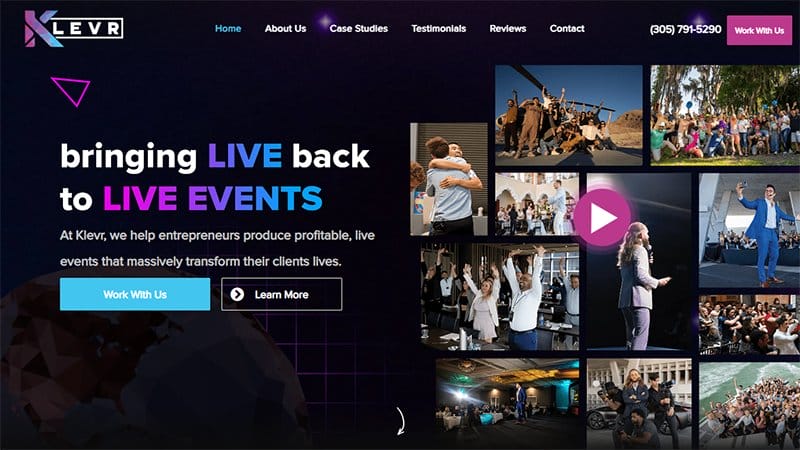 KLEVR
Home About Us Case Studies Testimonials Reviews Contact (305) 791-5290 Work With Us
bringing LIVE back
to LIVE EVENTS
At Klevr, we help entrepreneurs produce profitable, live
events that massively transform their clients lives.
Work With Us Learn More